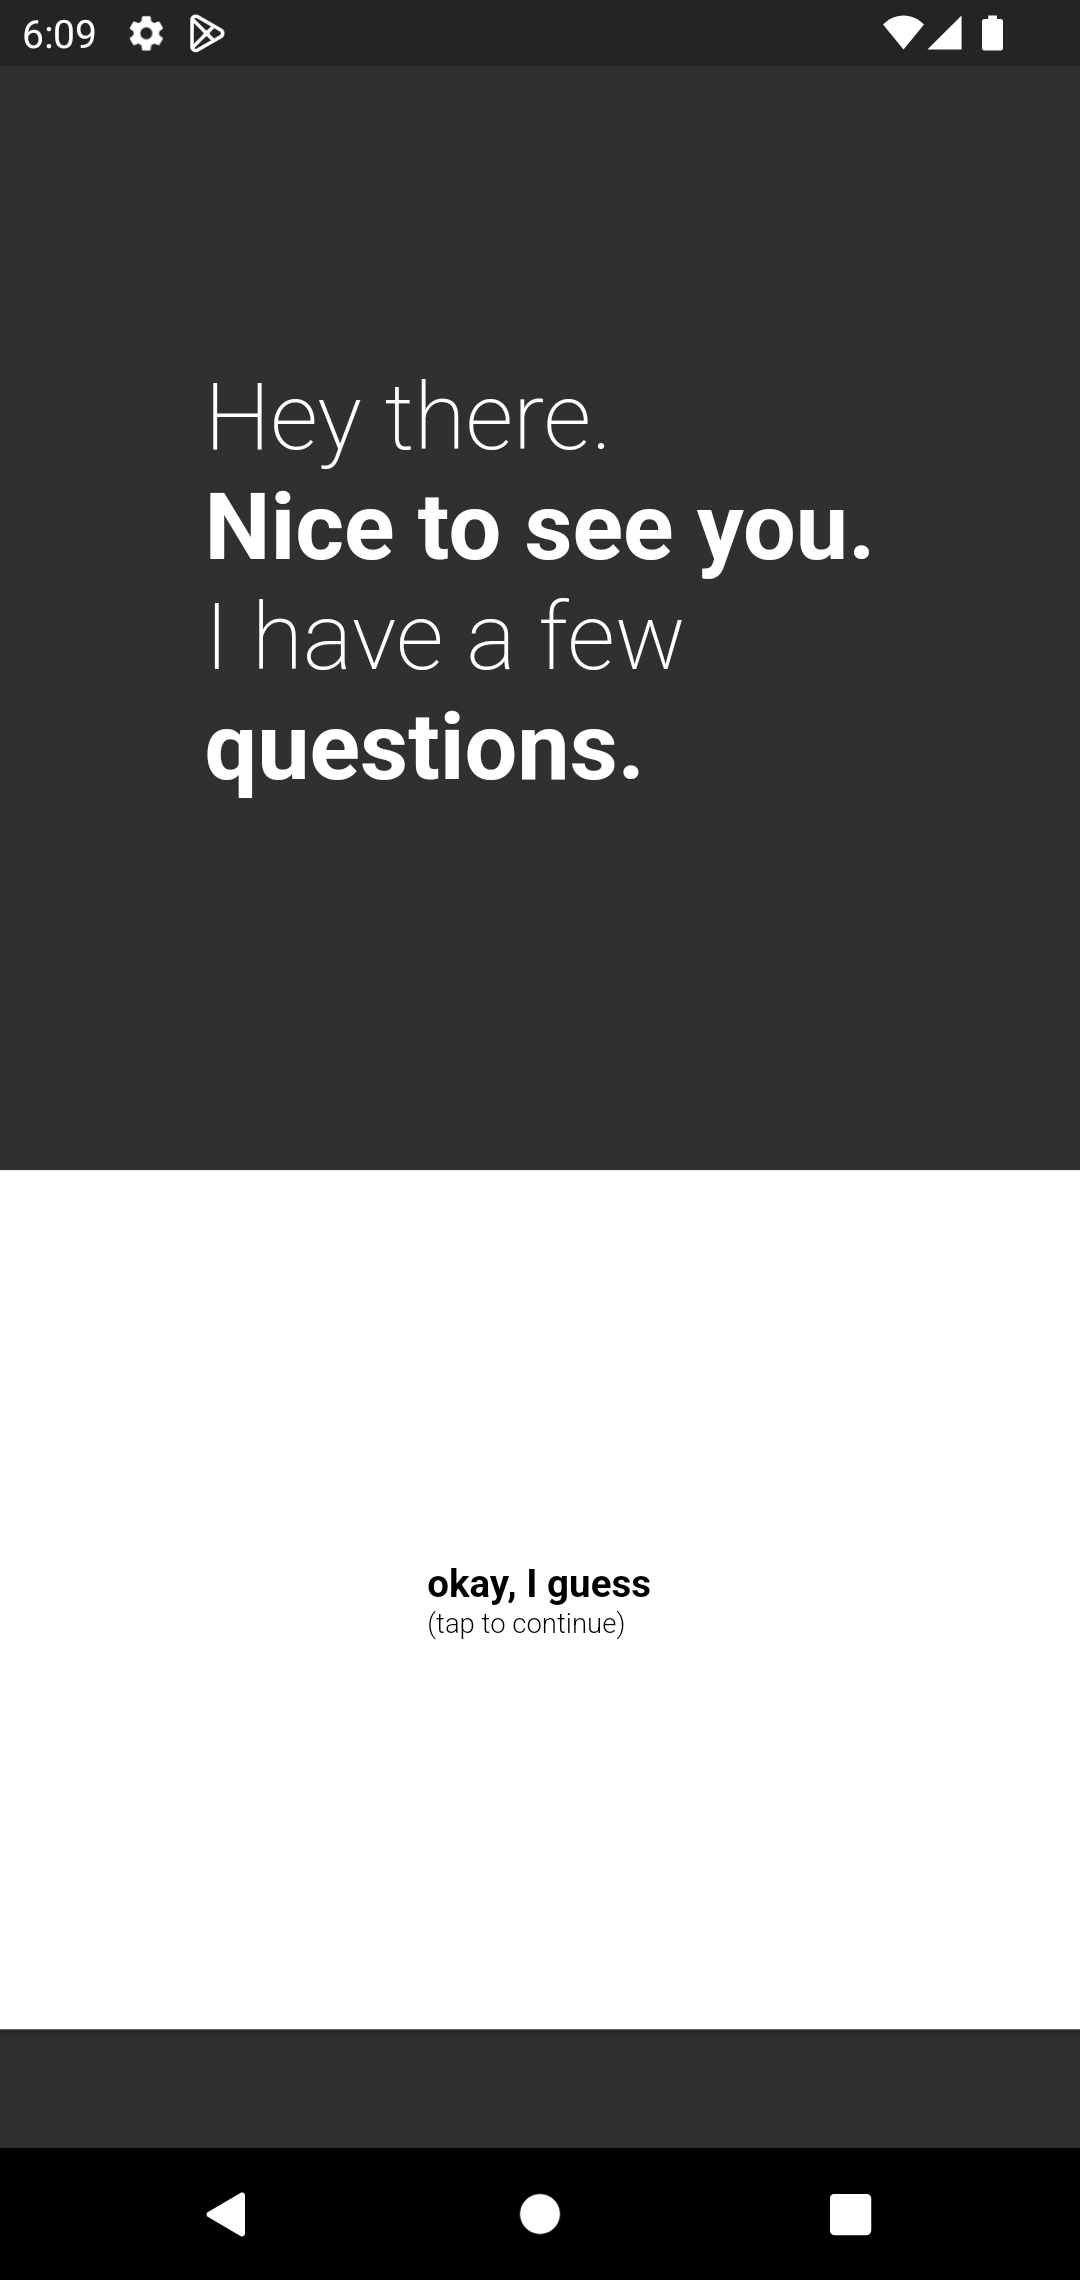 6:09
Hey there.
Nice to see you.
I have a few
questions.
okay, I guess
(tap to continue)